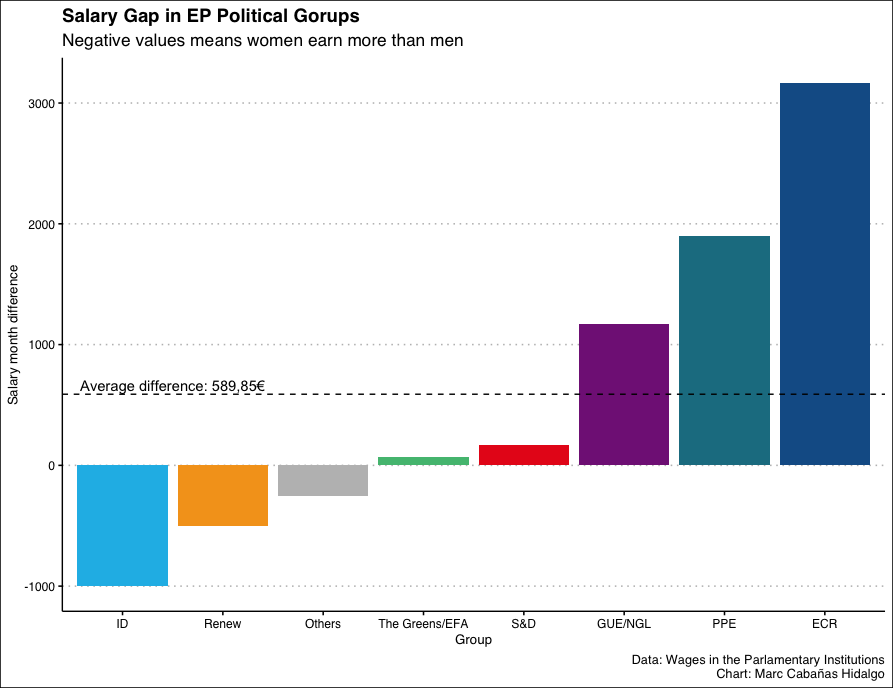 Salary Gap in EP Political Gorups
Negative values means women earn more than men
Salary month difference
3000
2000
1000
0
-1000
Average difference: 589,85€
ID
Renew
Others
The Greens/EFA
S&D
GUE/NGL
PPE
ECR
Group
Data: Wages in the Parlamentary Institutions
Chart: Marc Cabañas Hidalgo